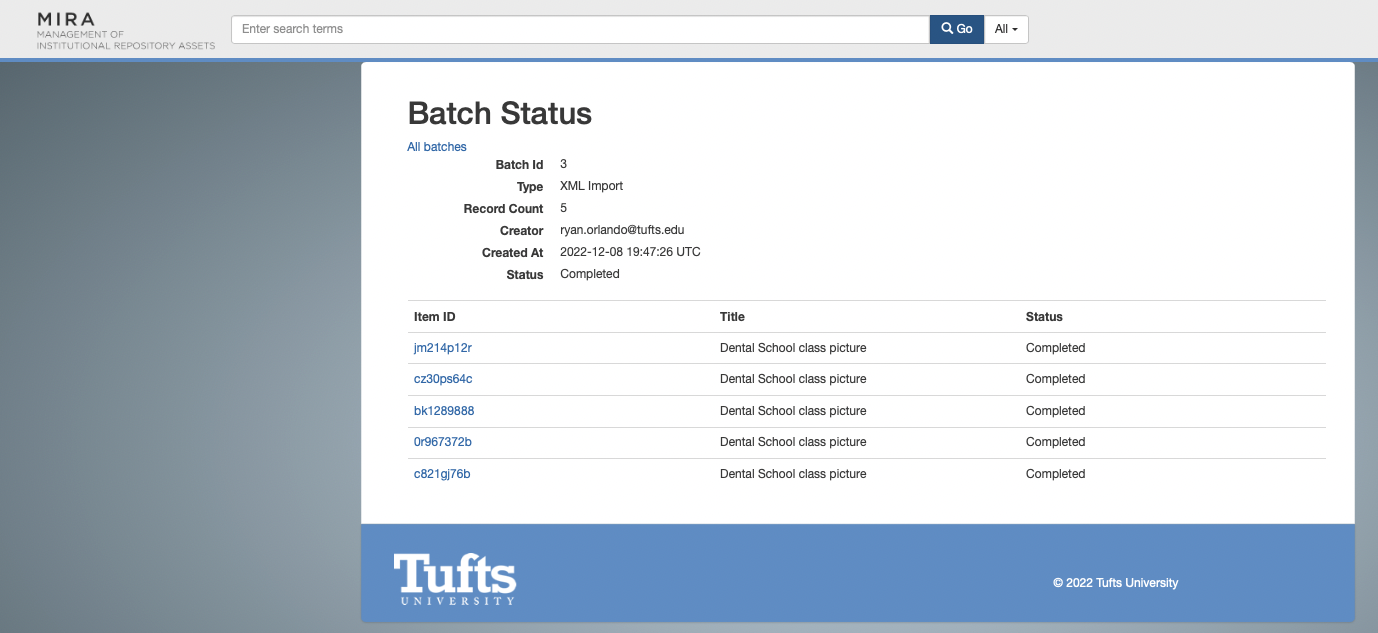 MIRA
MANAGEMENT OF
INSTITUTIONAL REPOSITORY ASSETS
Enter search terms
Go
All
Batch Status
All batches
Batch Id 3
Type XML Import
Record Count 5
Creator ryan.orlando@tufts.edu
Created At 2022-12-08 19:47:26 UTC
Status Completed
Item ID Title Status
jm214p12r Dental School class picture Completed
cz30ps64c Dental School class picture Completed
bk1289888 Dental School class picture Completed
0r967372b Dental School class picture Completed
c821gj76b Dental School class picture Completed
Tufts
UNIVERSITY
© 2022 Tufts University